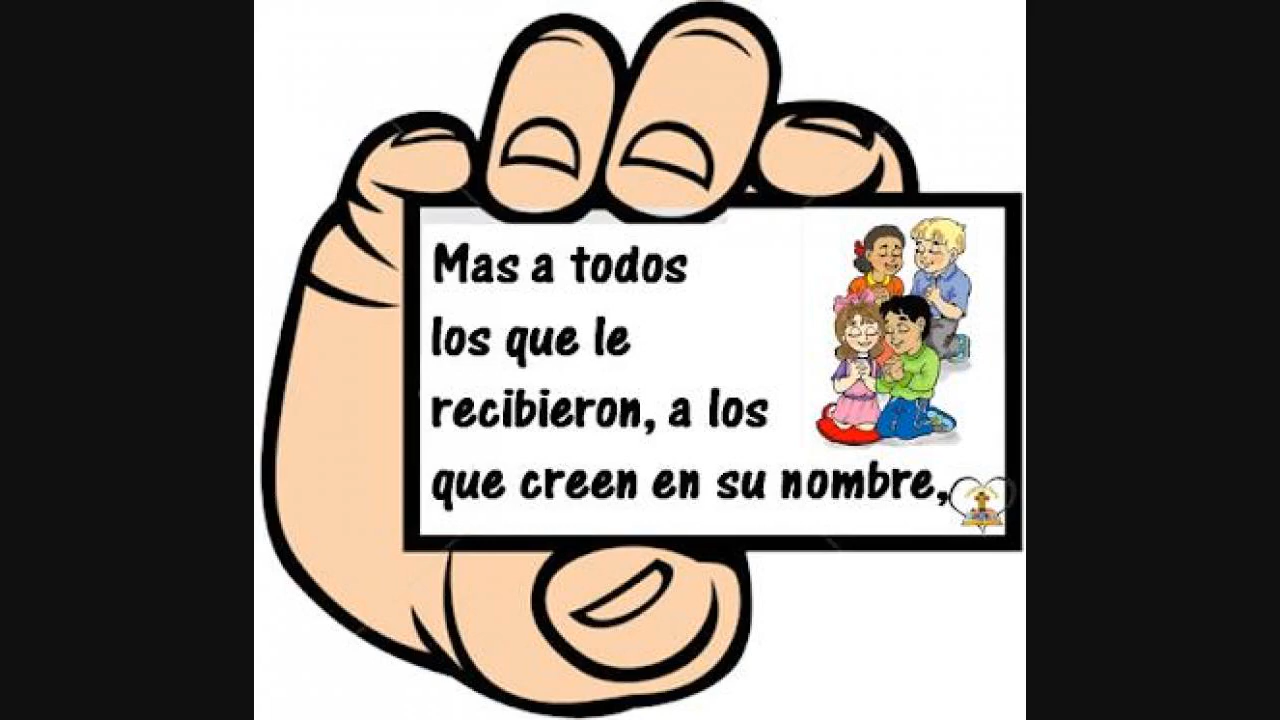 Mas a todos
los que le
recibieron, a los
que creen en su nombre,